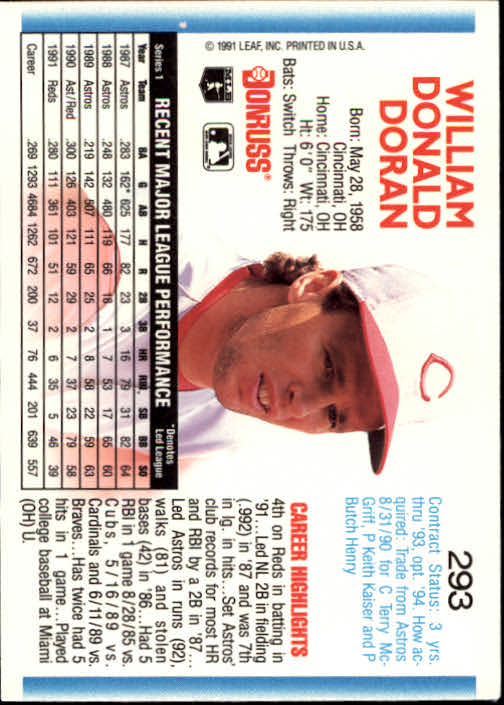 WILLIAM
DONALD
DORAN
293
Born: May 28, 1958
Cincinnati, OH
Home: Cincinnati, OH
Ht: 6'0" Wt: 175
Bats: Switch Throws: Right
DONRUSS®
MLB
© 1991 LEAF, INC. PRINTED IN U.S.A.
C
Contract Status: 3 yrs.
thru '93, opt. '94. How ac-
quired: Trade from Astros
8/31/90 for C Terry Mc-
Griff, P Keith Kaiser and P
Butch Henry
CAREER HIGHLIGHTS
4th on Reds in batting in
'91...Led NL 2B in fielding
(.992) in '87 and was 7th
in lg. in hits...Set Astros'
club records for most HR
and RBI by a 2B in '87...
Led Astros in runs (92),
walks (81) and stolen
bases (42) in '86...Had 5
RBI in 1 game 8/28/85 vs.
Cubs, 5/16/89 vs.
Cardinals and 6/11/89 vs.
Braves...Has twice had 5
hits in 1 game...Played
college baseball at Miami
(OH) U.
Series 1 RECENT MAJOR LEAGUE PERFORMANCE *Denotes
Led League
Year Team BA G AB H R 2B 3B HR RBI SB BB SO
1987 Astros .283 162* 625 177 82 23 3 16 79 31 82 64
1988 Astros .248 132 480 119 66 18 1 7 53 17 65 60
1989 Astros .219 142 507 111 65 25 2 8 58 22 59 63
1990 Ast/Red .300 126 403 121 59 29 2 7 37 23 79 58
1991 Reds .280 111 361 101 51 12 2 6 35 5 46 39
Career .269 1293 4684 1262 672 200 37 76 444 201 639 557